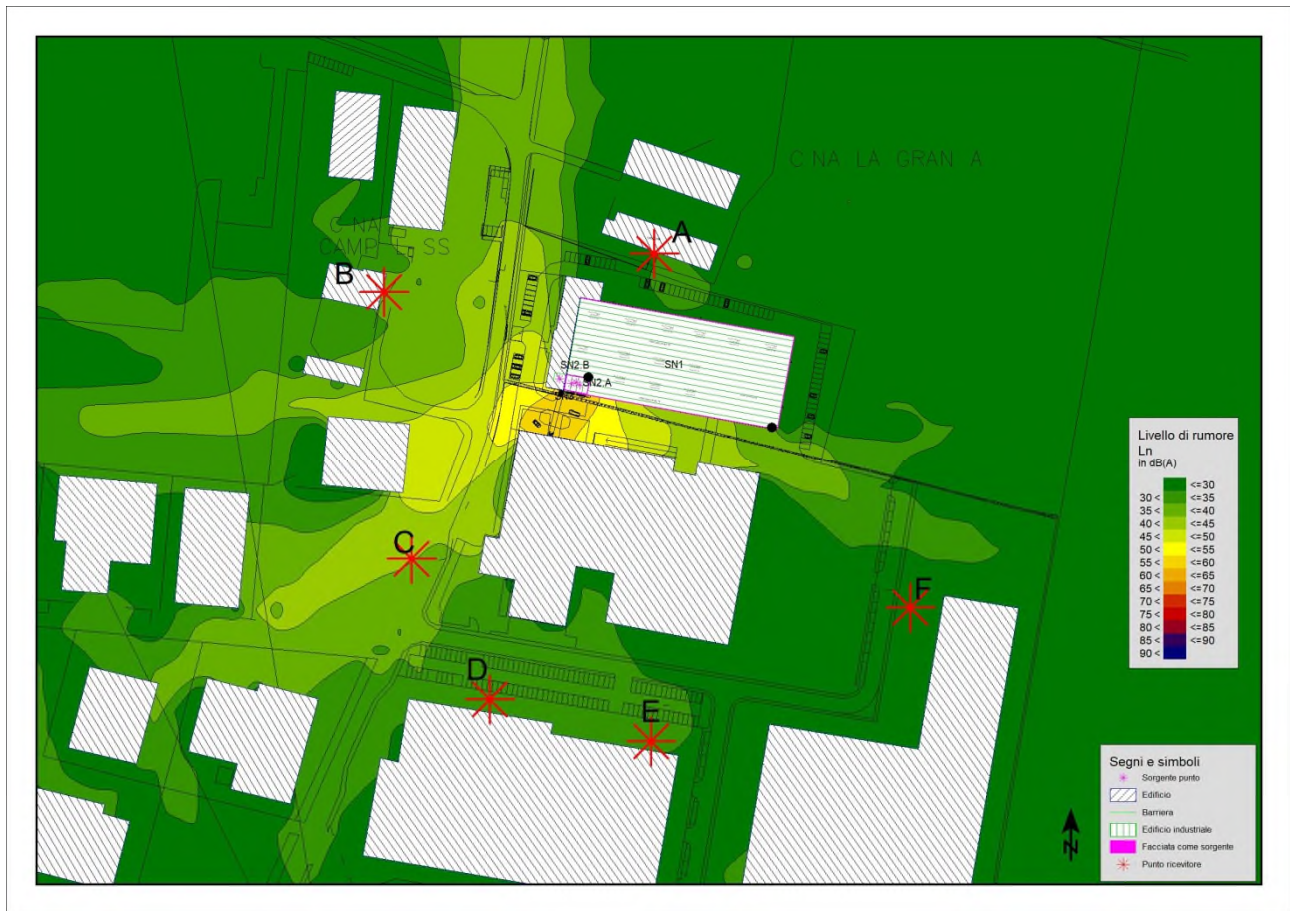 C NA LA GRAN A
C NA
CAMP L SS
A
B
SN2.B
SN1
SN2.A
C
D
E
F
Livello di rumore
Ln
in dB(A)
<=30
30 < <=35
35 < <=40
40 < <=45
45 < <=50
50 < <=55
55 < <=60
60 < <=65
65 < <=70
70 < <=75
75 < <=80
80 < <=85
85 < <=90
90 <
Segni e simboli
Sorgente punto
Edificio
Barriera
Edificio industriale
Facciata come sorgente
Punto ricevitore
N